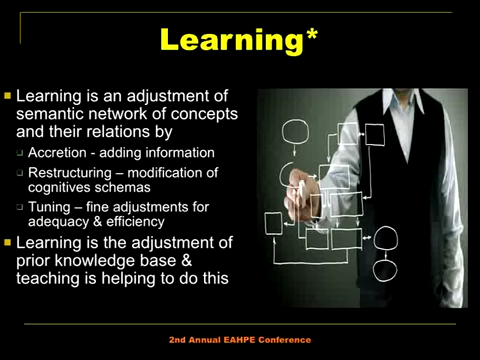 Learning*
Learning is an adjustment of
semantic network of concepts
and their relations by
Accretion - adding information
Restructuring – modification of
cognitives schemas
Tuning – fine adjustments for
adequacy & efficiency
Learning is the adjustment of
prior knowledge base &
teaching is helping to do this
2nd Annual EAHPE Conference